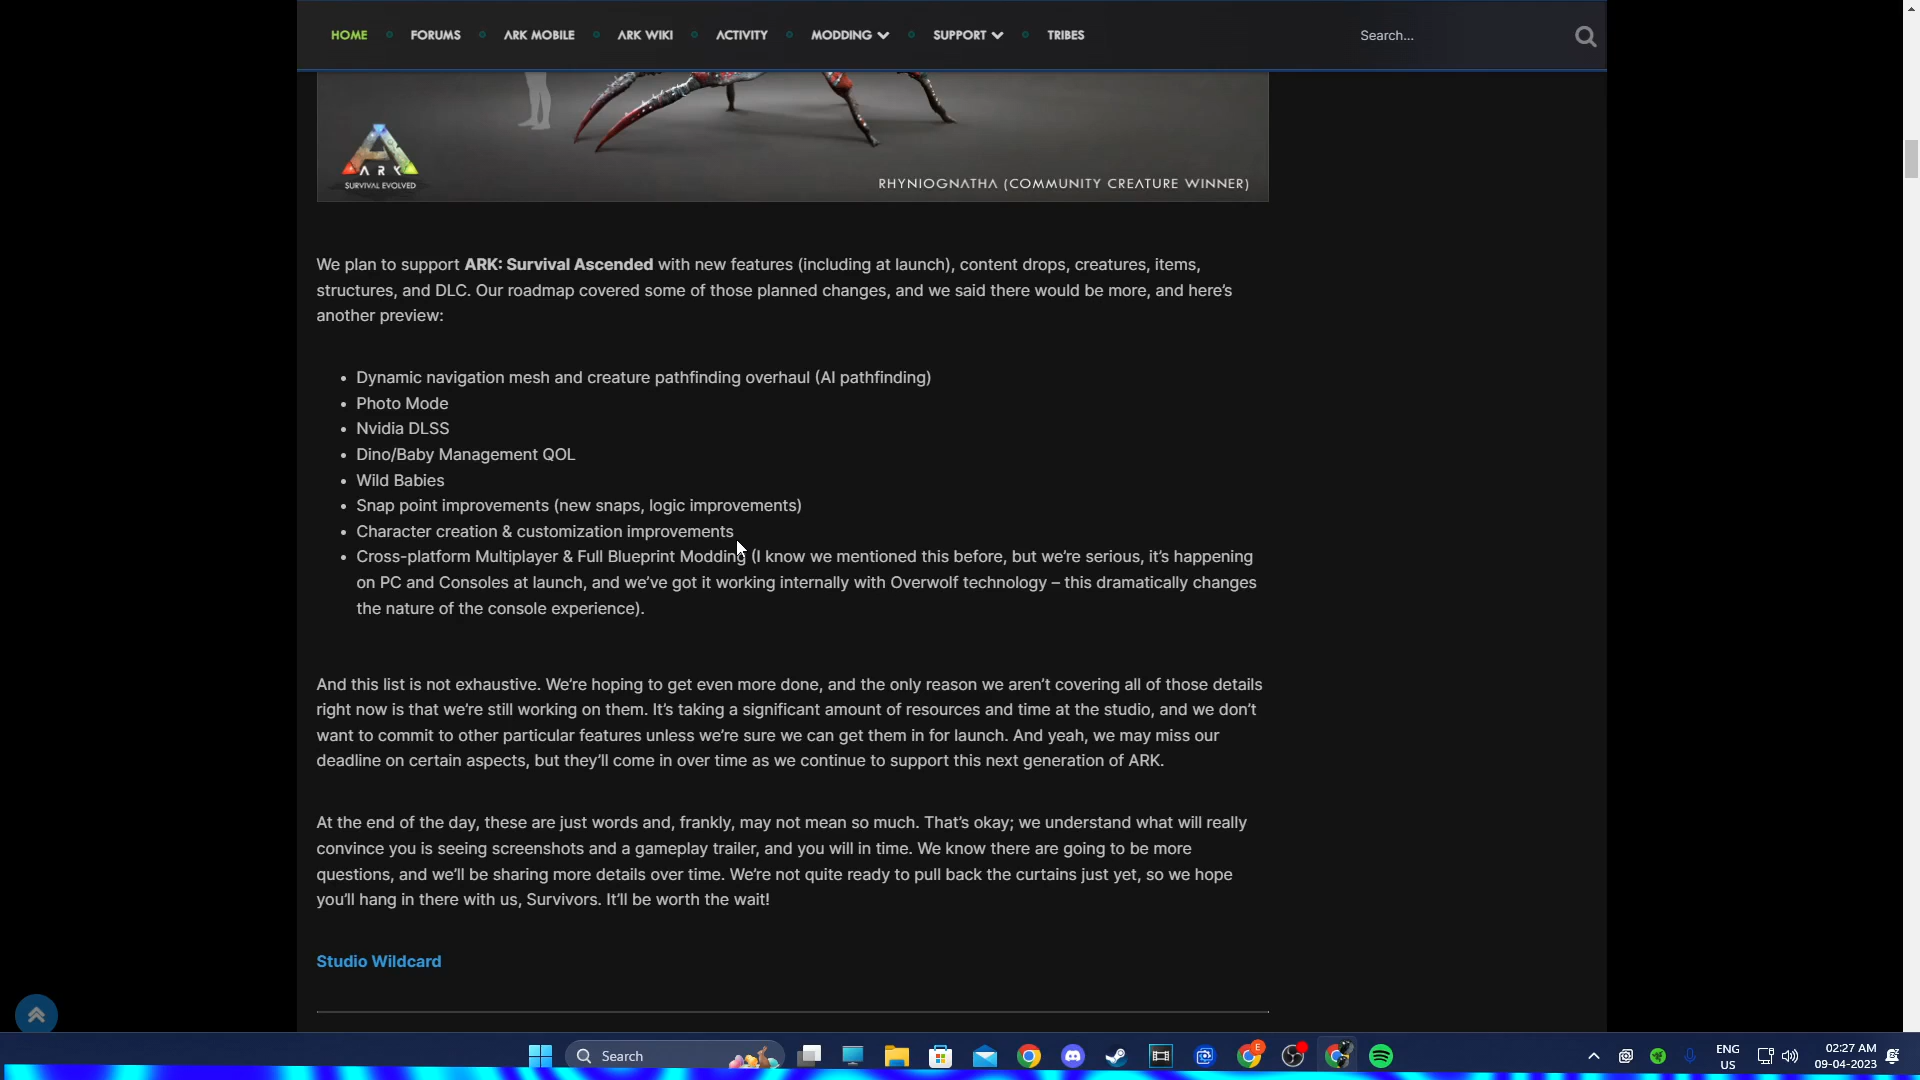 HOME FORUMS ARK MOBILE ARK WIKI ACTIVITY MODDING SUPPORT TRIBES Search...
ARK
SURVIVAL EVOLVED
RHYNIOGNATHA (COMMUNITY CREATURE WINNER)
We plan to support ARK: Survival Ascended with new features (including at launch), content drops, creatures, items,
structures, and DLC. Our roadmap covered some of those planned changes, and we said there would be more, and here's
another preview:
• Dynamic navigation mesh and creature pathfinding overhaul (AI pathfinding)
• Photo Mode
• Nvidia DLSS
• Dino/Baby Management QOL
• Wild Babies
• Snap point improvements (new snaps, logic improvements)
• Character creation & customization improvements
• Cross-platform Multiplayer & Full Blueprint Modding (I know we mentioned this before, but we're serious, it's happening
on PC and Consoles at launch, and we've got it working internally with Overwolf technology – this dramatically changes
the nature of the console experience).
And this list is not exhaustive. We're hoping to get even more done, and the only reason we aren't covering all of those details
right now is that we're still working on them. It's taking a significant amount of resources and time at the studio, and we don't
want to commit to other particular features unless we're sure we can get them in for launch. And yeah, we may miss our
deadline on certain aspects, but they'll come in over time as we continue to support this next generation of ARK.
At the end of the day, these are just words and, frankly, may not mean so much. That's okay; we understand what will really
convince you is seeing screenshots and a gameplay trailer, and you will in time. We know there are going to be more
questions, and we'll be sharing more details over time. We're not quite ready to pull back the curtains just yet, so we hope
you'll hang in there with us, Survivors. It'll be worth the wait!
Studio Wildcard
Search
E
ENG
US
02:27 AM
09-04-2023